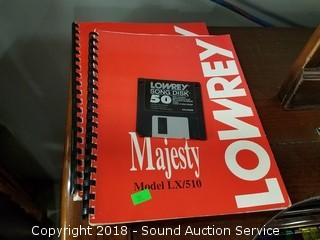 LOWREY
LOWREY
SONG DISK
50
Majesty
Model LX/510
Copyright 2018 - Sound Auction Service